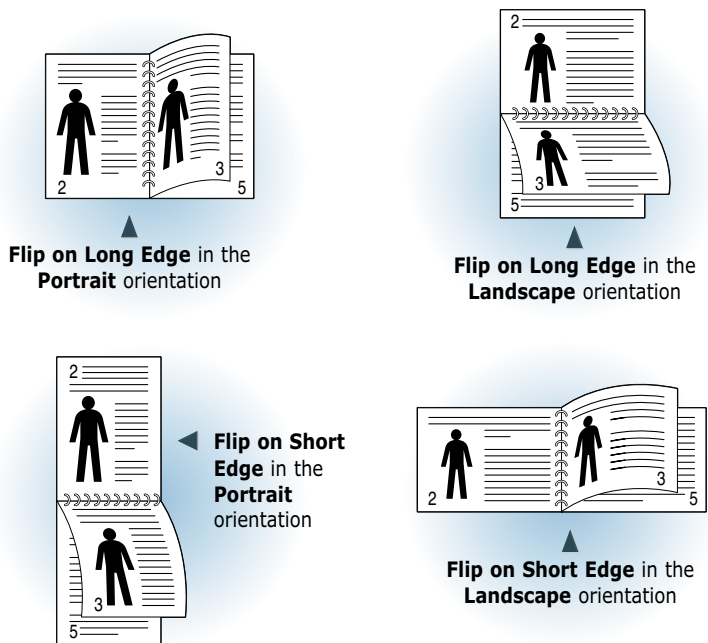 2
3
5
Flip on Long Edge in the
Portrait orientation
2
3
5
Flip on Long Edge in the
Landscape orientation
2
3
5
Flip on Short
Edge in the
Portrait
orientation
2
3
5
Flip on Short Edge in the
Landscape orientation